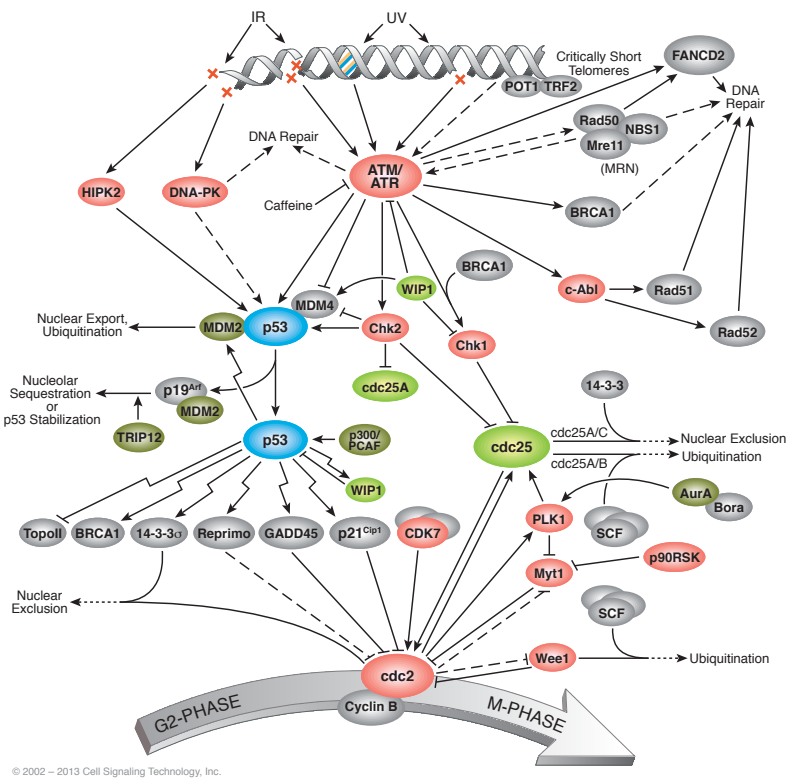 IR
UV
Critically Short
Telomeres
FANCD2
POT1
TRF2
DNA
Repair
Rad50
NBS1
Mre11
(MRN)
DNA Repair
ATM/
ATR
HIPK2
DNA-PK
Caffeine
BRCA1
BRCA1
c-Abl
Rad51
Rad52
WIP1
MDM4
Nuclear Export,
Ubiquitination
MDM2
p53
Chk2
Chk1
cdc25A
Nucleolar
Sequestration
or
p53 Stabilization
p19Arf
MDM2
TRIP12
14-3-3
p53
p300/
PCAF
cdc25
cdc25A/C
Nuclear Exclusion
cdc25A/B
Ubiquitination
WIP1
AurA
Bora
TopoII
BRCA1
14-3-3σ
Reprimo
GADD45
p21Cip1
CDK7
PLK1
SCF
Myt1
p90RSK
Nuclear
Exclusion
SCF
Wee1
Ubiquitination
cdc2
Cyclin B
G2-PHASE
M-PHASE
© 2002 – 2013 Cell Signaling Technology, Inc.